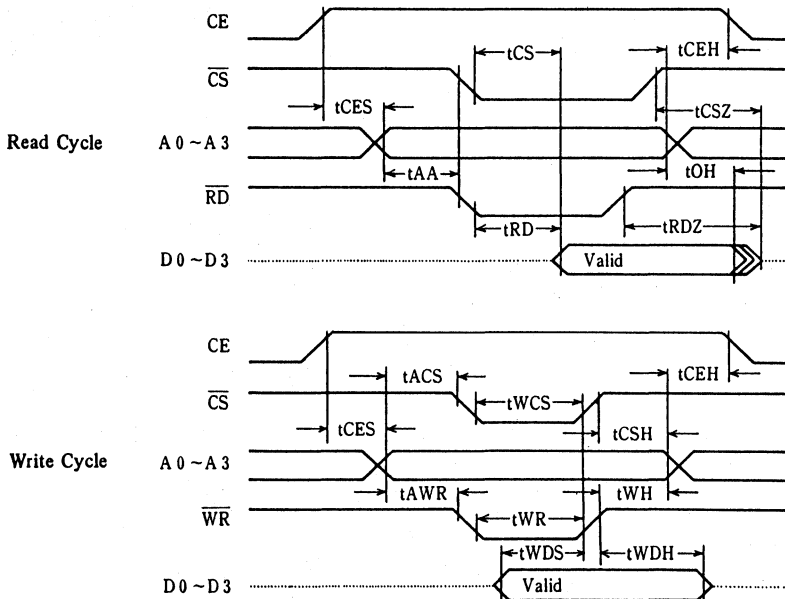 CE
tCS
tCEH
CS
tCES
tCSZ
Read Cycle
A0~A3
tAA
tOH
RD
tRD
tRDZ
D0~D3
Valid
CE
tACS
tCEH
CS
tWCS
tCES
tCSH
Write Cycle
A0~A3
tAWR
tWH
WR
tWR
tWDS
tWDH
D0~D3
Valid